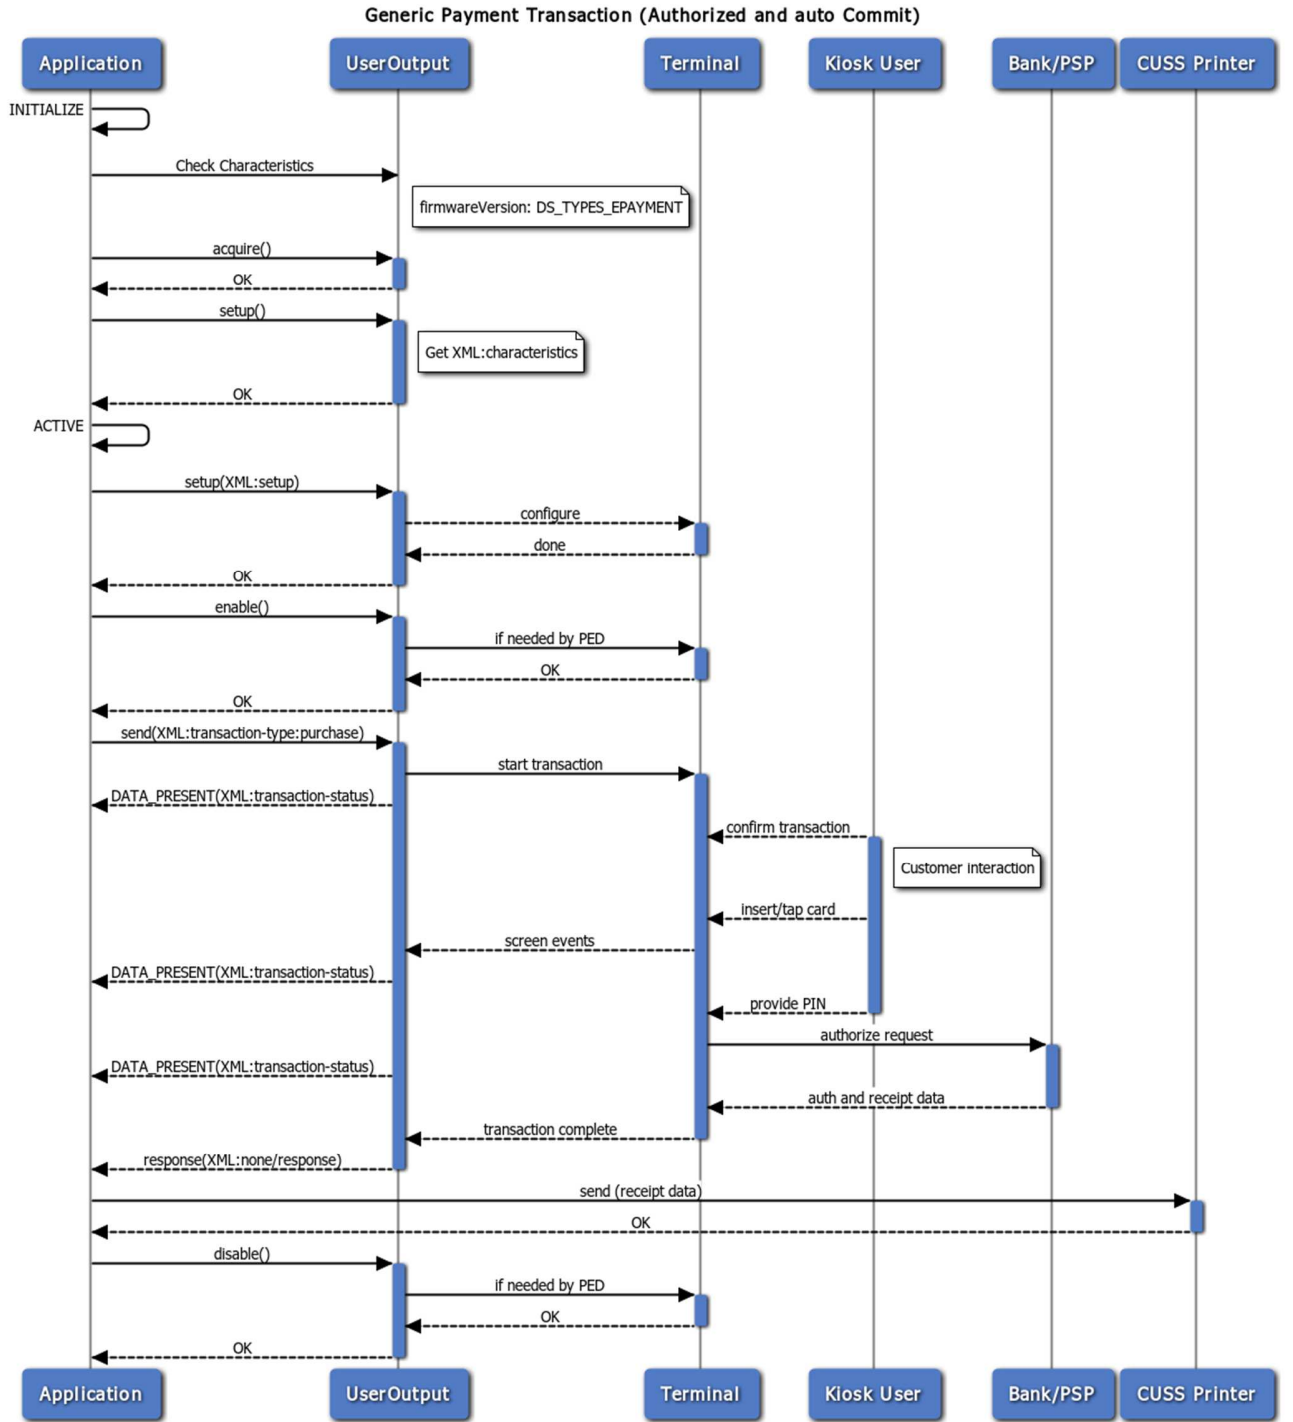 Generic Payment Transaction (Authorized and auto Commit)
Application UserOutput Terminal Kiosk User Bank/PSP CUSS Printer
INITIALIZE
Check Characteristics
firmwareVersion: DS_TYPES_EPAYMENT
acquire()
OK
setup()
Get XML:characteristics
OK
ACTIVE
setup(XML:setup)
configure
done
OK
enable()
if needed by PED
OK
OK
send(XML:transaction-type:purchase)
start transaction
DATA_PRESENT(XML:transaction-status)
confirm transaction
Customer interaction
insert/tap card
screen events
DATA_PRESENT(XML:transaction-status)
provide PIN
authorize request
DATA_PRESENT(XML:transaction-status)
auth and receipt data
transaction complete
response(XML:none/response)
send (receipt data)
OK
disable()
if needed by PED
OK
OK
Application UserOutput Terminal Kiosk User Bank/PSP CUSS Printer